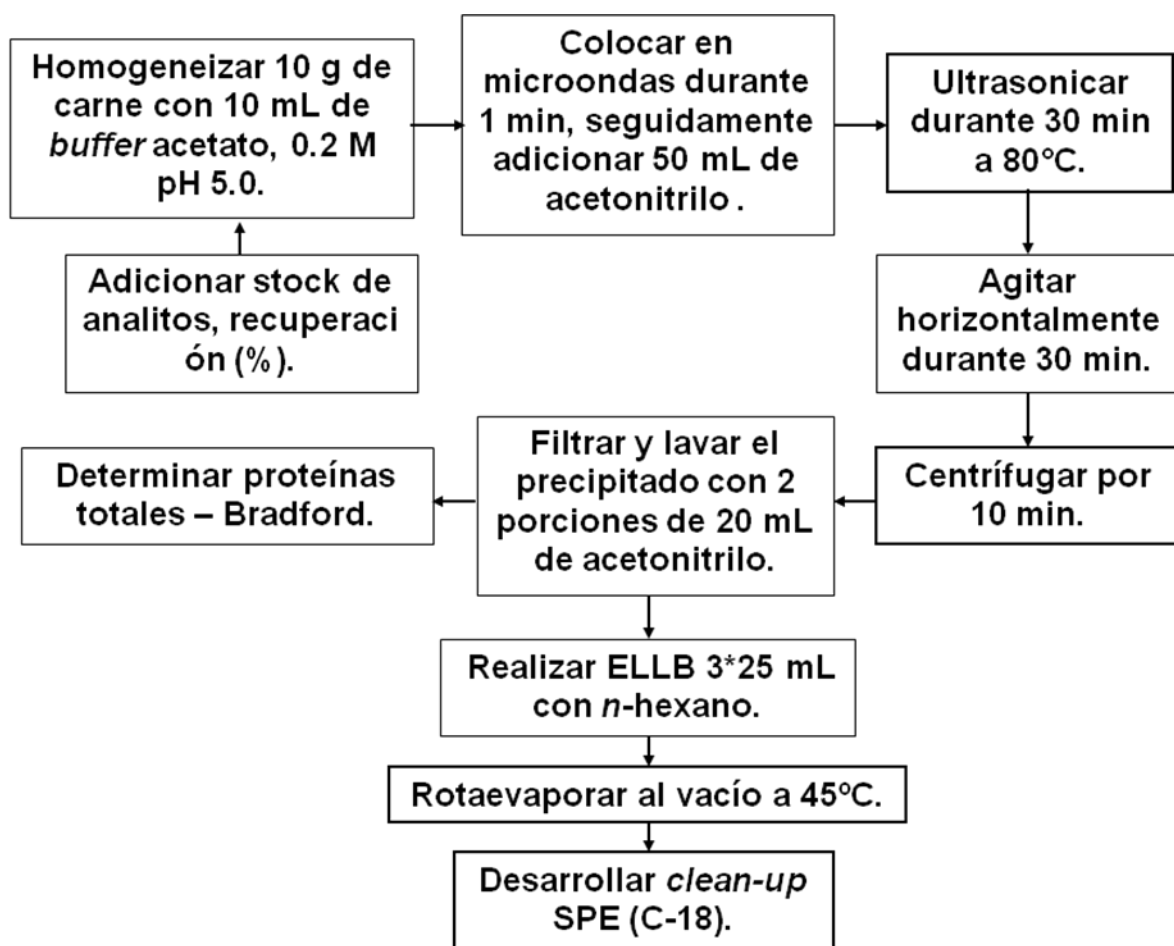 Homogeneizar 10 g de
carne con 10 mL de
buffer acetato, 0.2 M
pH 5.0.
Colocar en
microondas durante
1 min, seguidamente
adicionar 50 mL de
acetonitrilo .
Ultrasonicar
durante 30 min
a 80°C.
Adicionar stock de
analitos, recuperaci
ón (%).
Agitar
horizontalmente
durante 30 min.
Determinar proteínas
totales – Bradford.
Filtrar y lavar el
precipitado con 2
porciones de 20 mL
de acetonitrilo.
Centrífugar por
10 min.
Realizar ELLB 3*25 mL
con n-hexano.
Rotaevaporar al vacío a 45ºC.
Desarrollar clean-up
SPE (C-18).